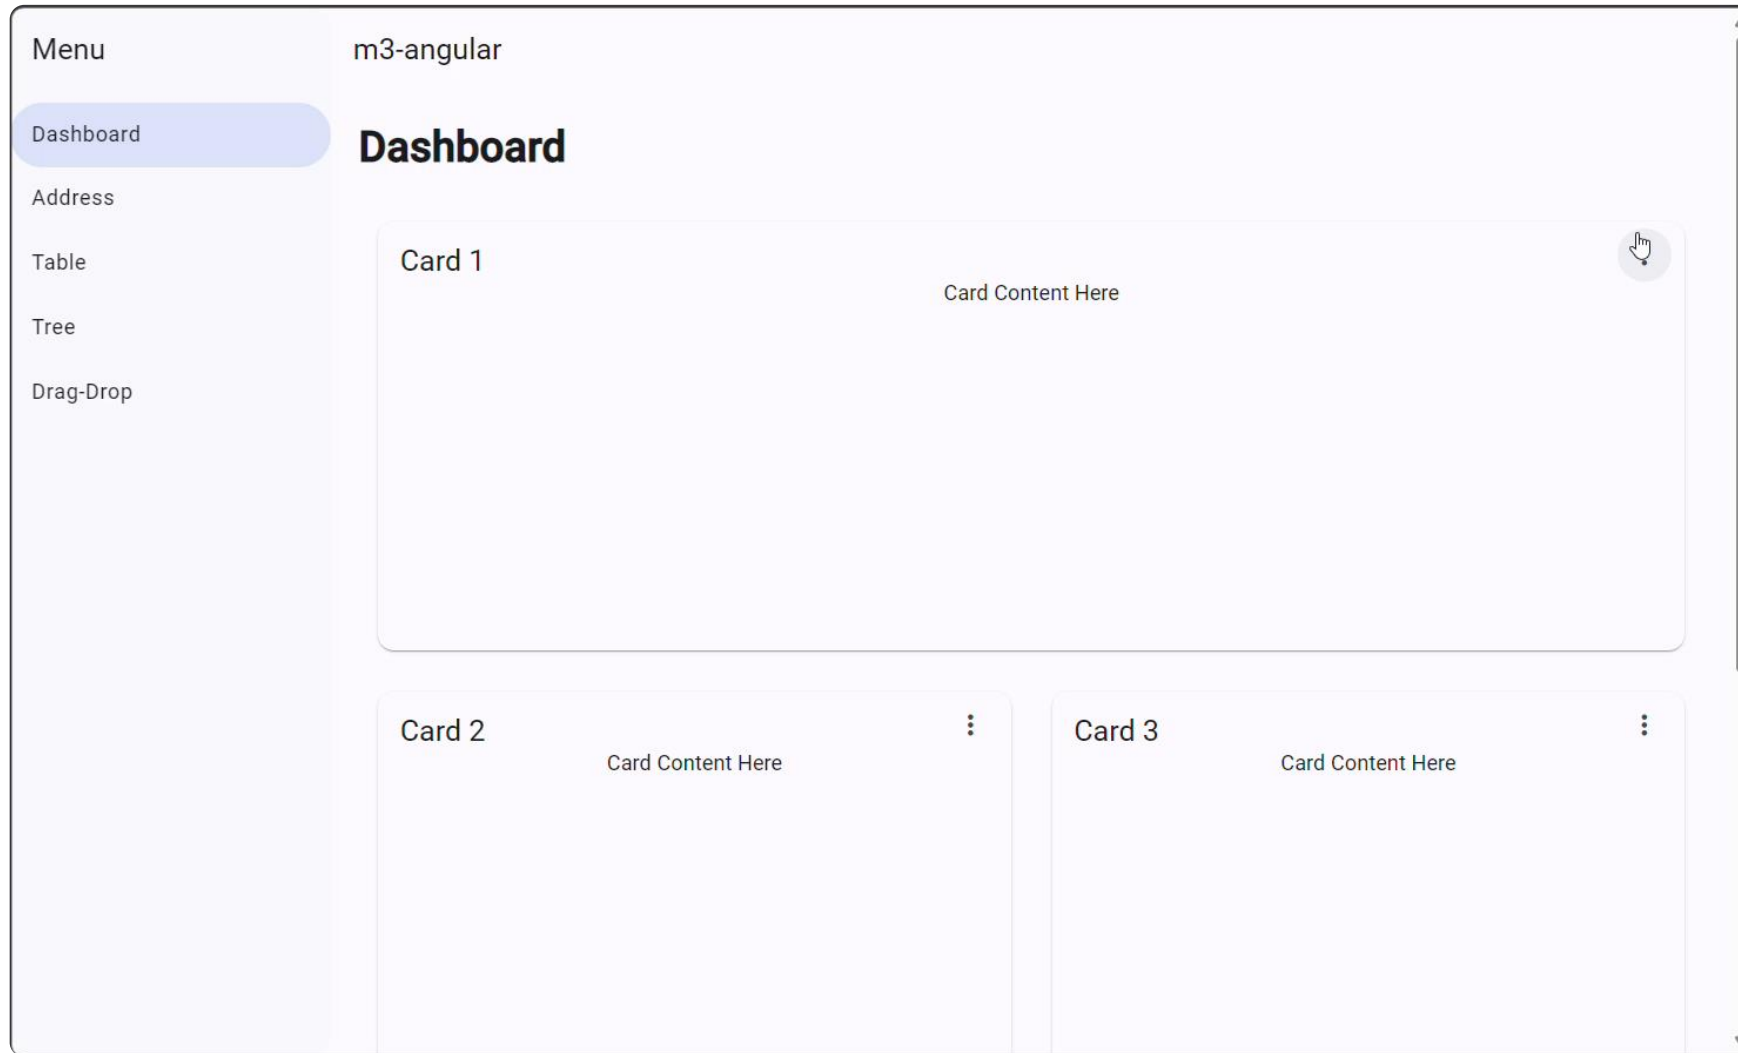 Menu
m3-angular
Dashboard
Address
Table
Tree
Drag-Drop
Dashboard
Card 1
Card Content Here
Card 2
Card Content Here
Card 3
Card Content Here